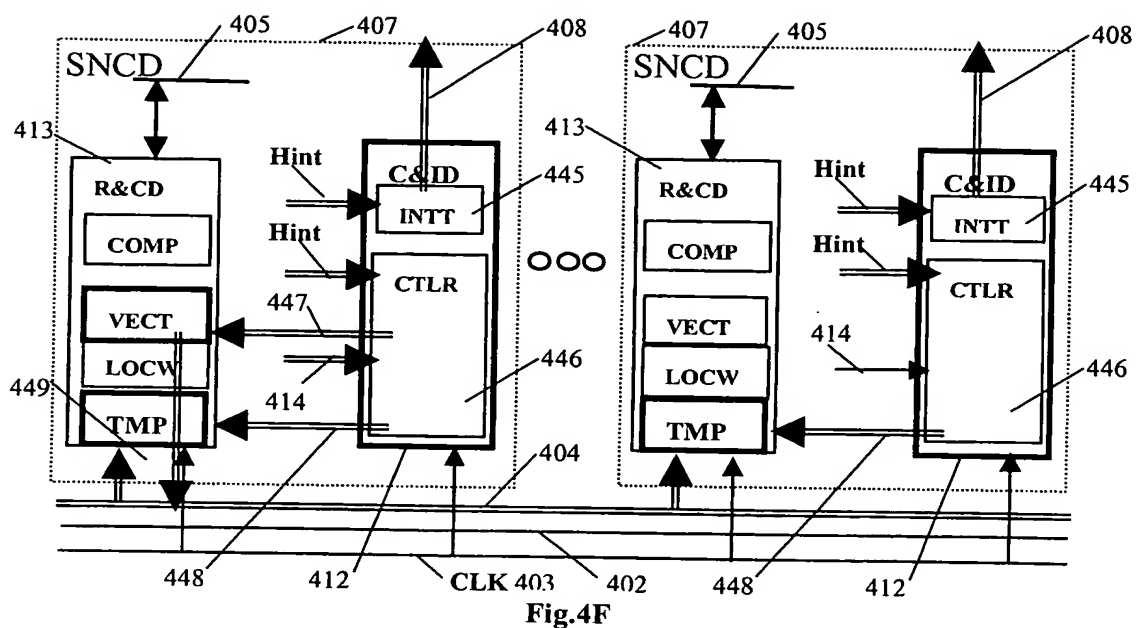 405
407
408
407
405
408
SNCD
SNCD
413
413
Hint
C&ID
445
Hint
C&ID
445
R&CD
INTT
R&CD
INTT
COMP
Hint
COMP
Hint
CTLR
CTLR
447
VECT
VECT
414
LOCW
446
LOCW
446
449
414
TMP
TMP
404
448
412
CLK 403
402
448
412
Fig.4F